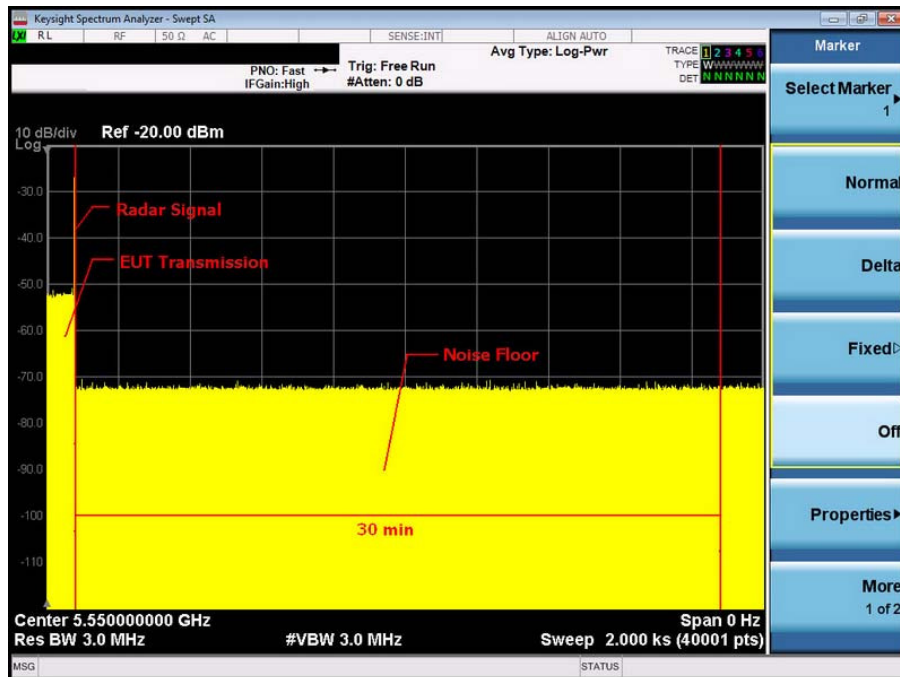 Keysight Spectrum Analyzer - Swept SA
LXI RL RF 50 Ω AC SENSE:INT ALIGN AUTO
Avg Type: Log-Pwr
TRACE 1 2 3 4 5 6
TYPE W W W W W W
DET N N N N N N
PNO: Fast
IFGain:High
Trig: Free Run
#Atten: 0 dB
10 dB/div
Log
Ref -20.00 dBm
-30.0
-40.0
-50.0
-60.0
-70.0
-80.0
-90.0
-100
-110
Radar Signal
EUT Transmission
Noise Floor
30 min
Center 5.550000000 GHz
Span 0 Hz
Res BW 3.0 MHz
#VBW 3.0 MHz
Sweep 2.000 ks (40001 pts)
MSG
STATUS
Marker
Select Marker
1
Normal
Delta
Fixed
Off
Properties
More
1 of 2